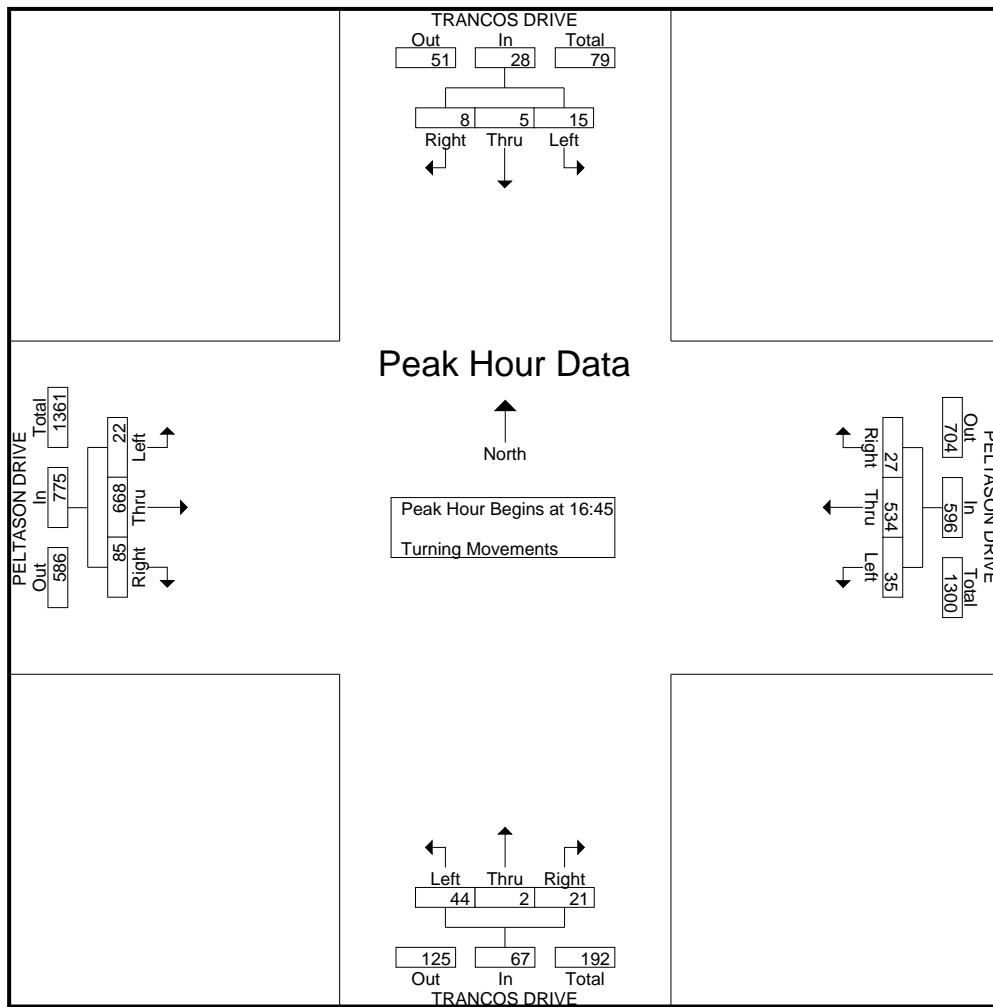 TRANCOS DRIVE
Out In Total
51 28 79
8 5 15
Right Thru Left
Peak Hour Data
North
Peak Hour Begins at 16:45
Turning Movements
PELTASON DRIVE
Out In Total
586 775 1361
85 668 22
Right Thru Left
PELTASON DRIVE
Out In Total
704 596 1300
27 534 35
Right Thru Left
Left Thru Right
44 2 21
125 67 192
Out In Total
TRANCOS DRIVE